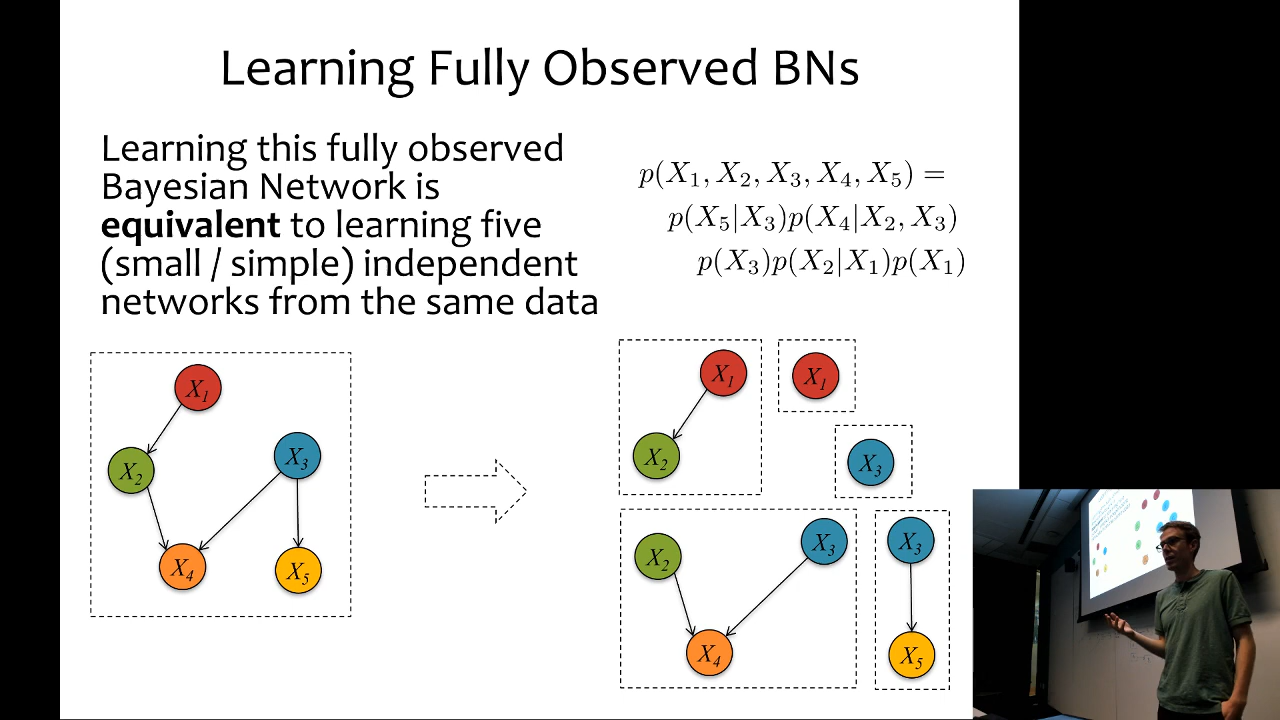 Learning Fully Observed BNs
Learning this fully observed
Bayesian Network is
equivalent to learning five
(small / simple) independent
networks from the same data
p(X₁, X₂, X₃, X₄, X₅) =
p(X₅|X₃)p(X₄|X₂, X₃)
p(X₃)p(X₂|X₁)p(X₁)
X₁
X₂
X₃
X₄
X₅
X₁
X₂
X₁
X₃
X₂
X₃
X₄
X₃
X₅